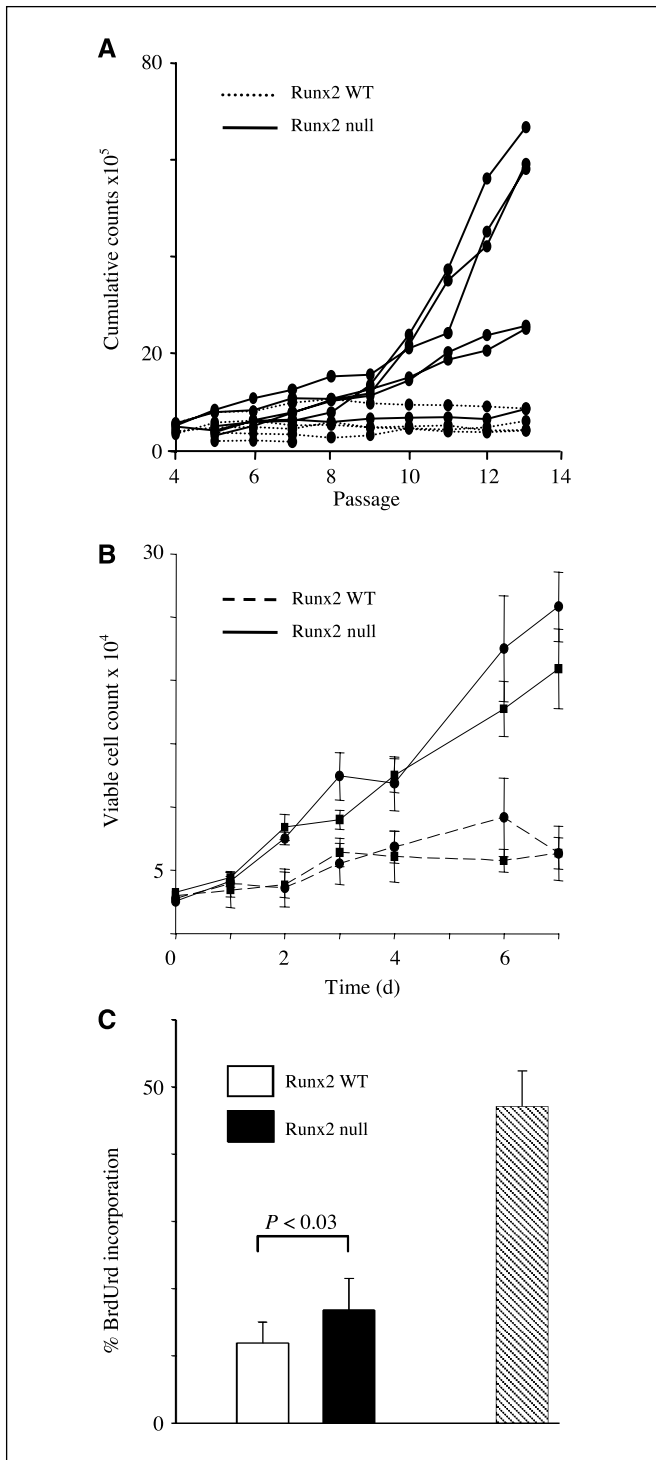 A
80
Runx2 WT
Runx2 null
Cumulative counts x10⁵
20
0
4 6 8 10 12 14
Passage
B
30
Runx2 WT
Runx2 null
Viable cell count x 10⁴
5
0 2 4 6
Time (d)
C
50
Runx2 WT
Runx2 null
% BrdUrd incorporation
P < 0.03
0